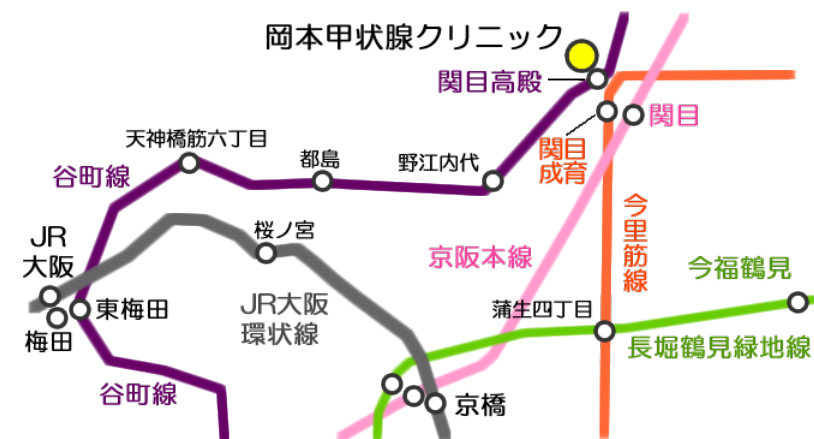 岡本甲状腺クリニック
関目高殿
関目
天神橋筋六丁目
都島
野江内代
関目
成育
谷町線
今里筋線
桜ノ宮
JR
大阪
京阪本線
今福鶴見
東梅田
JR大阪
環状線
蒲生四丁目
梅田
長堀鶴見緑地線
谷町線
京橋